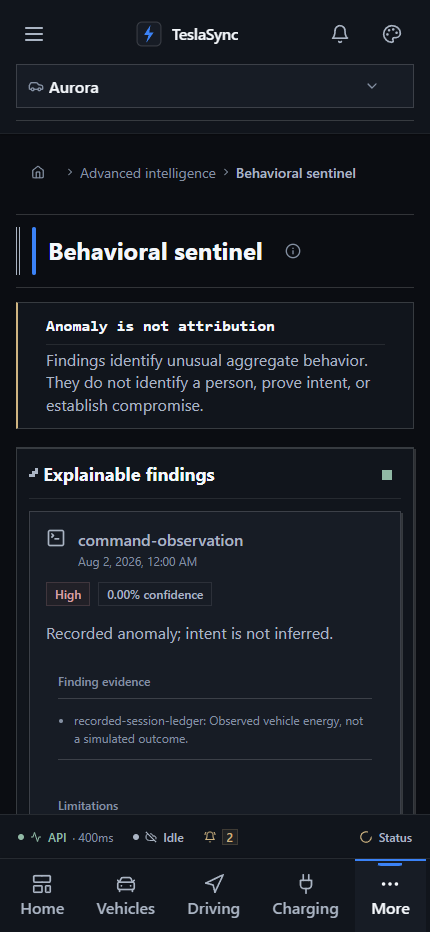 TeslaSync
Aurora
Advanced intelligence
Behavioral sentinel
Behavioral sentinel
Anomaly is not attribution
Findings identify unusual aggregate behavior.
They do not identify a person, prove intent, or
establish compromise.
Explainable findings
command-observation
Aug 2, 2026, 12:00 AM
High
0.00% confidence
Recorded anomaly; intent is not inferred.
Finding evidence
• recorded-session-ledger: Observed vehicle energy, not
a simulated outcome.
Limitations
API · 400ms
Idle
2
Status
Home
Vehicles
Driving
Charging
More